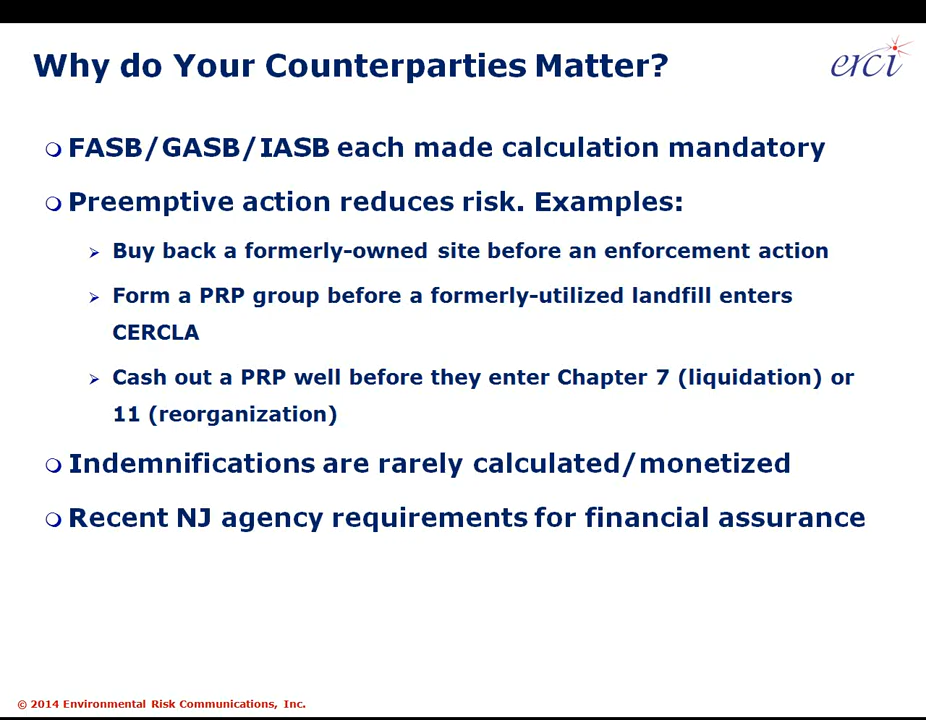 Why do Your Counterparties Matter?
erci
FASB/GASB/IASB each made calculation mandatory
Preemptive action reduces risk. Examples:
Buy back a formerly-owned site before an enforcement action
Form a PRP group before a formerly-utilized landfill enters
CERCLA
Cash out a PRP well before they enter Chapter 7 (liquidation) or
11 (reorganization)
Indemnifications are rarely calculated/monetized
Recent NJ agency requirements for financial assurance
© 2014 Environmental Risk Communications, Inc.